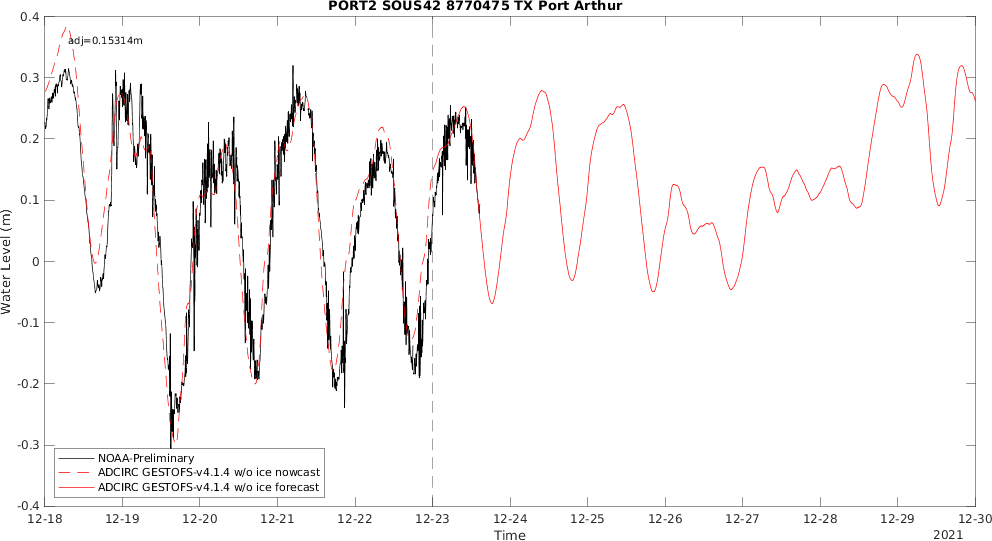 PORT2 SOUS42 8770475 TX Port Arthur
adj=0.15314m
0.4
0.3
0.2
0.1
0
-0.1
-0.2
-0.3
-0.4
Water Level (m)
NOAA-Preliminary
ADCIRC GESTOFS-v4.1.4 w/o ice nowcast
ADCIRC GESTOFS-v4.1.4 w/o ice forecast
12-18 12-19 12-20 12-21 12-22 12-23 12-24 12-25 12-26 12-27 12-28 12-29 12-30
Time
2021